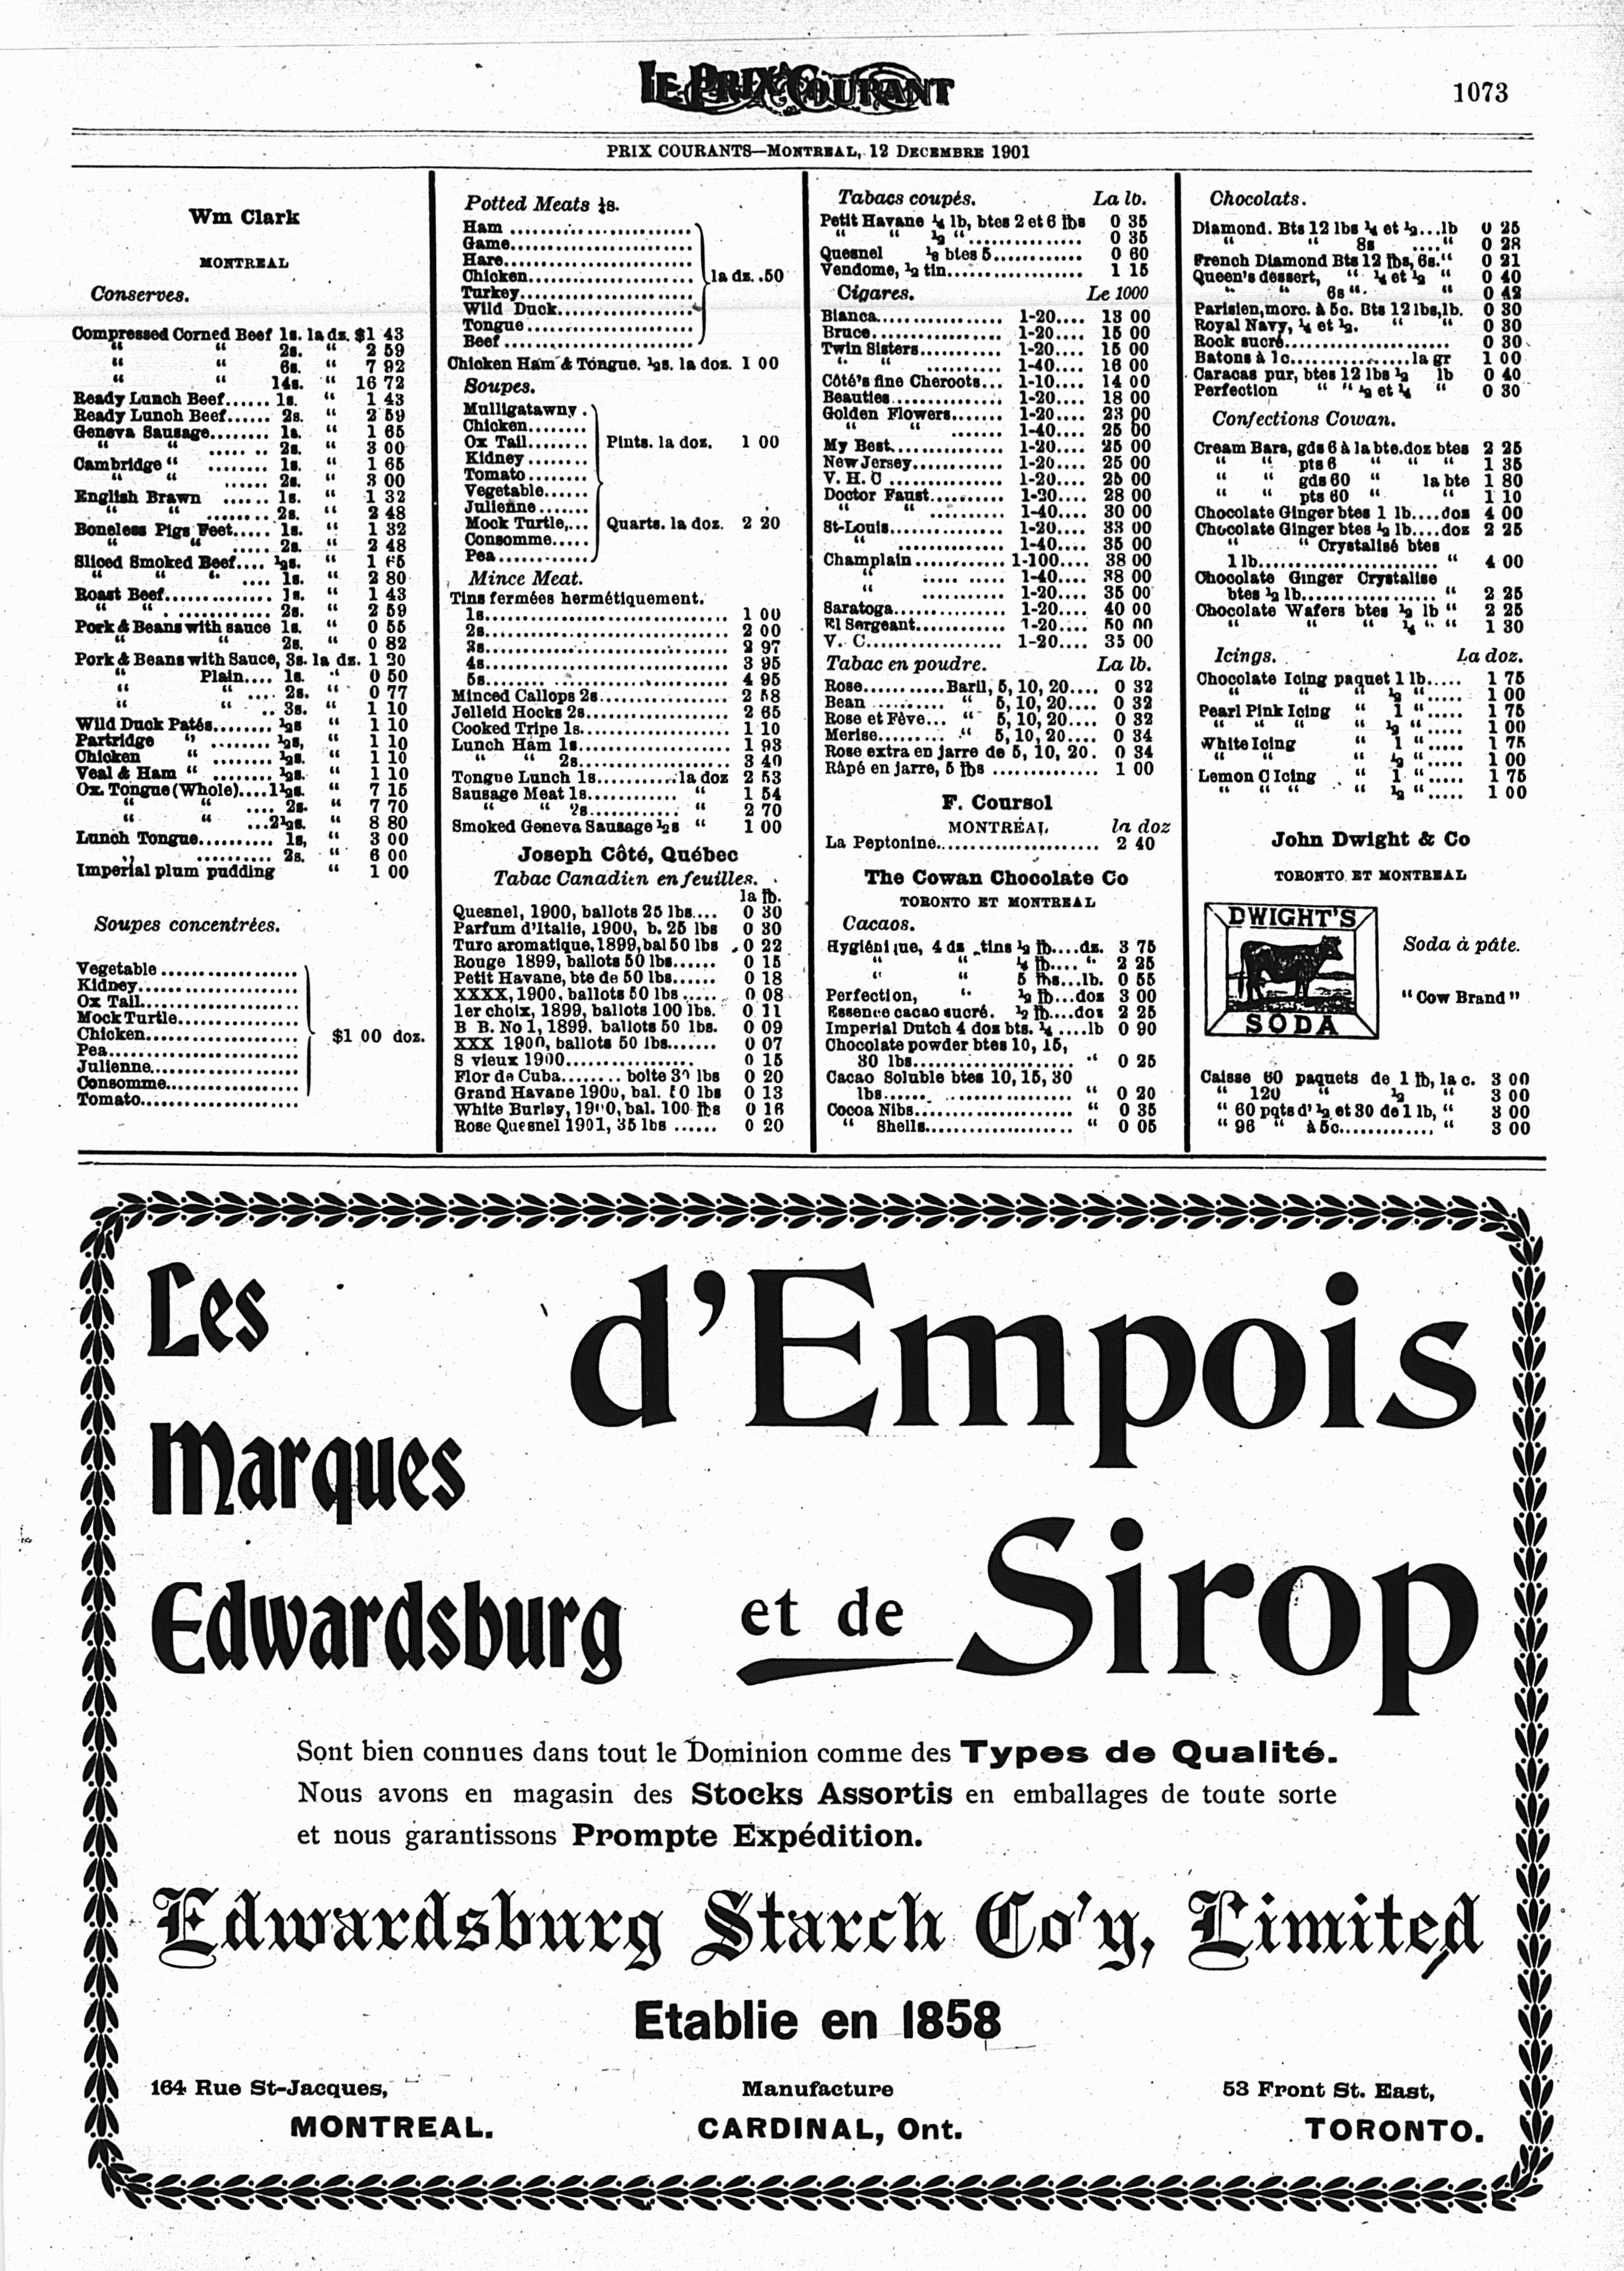 LE PRIX COURANT
1073
PRIX COURANTS—MONTREAL, 12 DECEMBRE 1901
Wm Clark
MONTREAL
Conserves.
Compressed Corned Beef 1s. la dz. $1 43
“ “ 2s. “ 2 59
“ “ 6s. “ 7 92
“ “ 14s. “ 16 72
Ready Lunch Beef...... 1s. “ 1 43
Ready Lunch Beef...... 2s. “ 2 59
Geneva Sausage........ 1s. “ 1 65
“ “ ...... 2s. “ 3 00
Cambridge “ ........ 1s. “ 1 65
“ “ ...... 2s. “ 3 00
English Brawn ...... 1s. “ 1 32
“ “ ........ 2s. “ 2 48
Boneless Pigs Feet..... 1s. “ 1 32
“ “ ..... 2s. “ 2 48
Sliced Smoked Beef.... ½s. “ 1 65
“ “ “ .... 1s. “ 2 80
Roast Beef............ 1s. “ 1 43
“ “ ............ 2s. “ 2 59
Pork & Beans with sauce 1s. “ 0 55
“ “ 2s. “ 0 82
Pork & Beans with Sauce, 3s. la dz. 1 20
“ Plain.... 1s. “ 0 50
“ “ .... 2s. “ 0 77
“ “ .. 3s. “ 1 10
Wild Duck Patés....... ½s “ 1 10
Partridge “ ........ ½s, “ 1 10
Chicken “ ........ ½s. “ 1 10
Veal & Ham “ ........ ½s. “ 1 10
Ox. Tongue (Whole)....1½s. “ 7 15
“ “ .... 2s. “ 7 70
“ “ ...2½s. “ 8 80
Lunch Tongue.......... 1s, “ 3 00
“ .......... 2s. “ 6 00
Imperial plum pudding “ 1 00
Soupes concentrées.
Vegetable ..................
Kidney......................
Ox Tail.....................
Mock Turtle.................
Chicken..................... $1 00 doz.
Pea.........................
Julienne....................
Consomme....................
Tomato......................
Potted Meats ½s.
Ham ........................
Game........................
Hare........................
Chicken..................... la dz. .50
Turkey......................
Wild Duck...................
Tongue .....................
Beef .......................
Chicken Ham & Tongue. ½s. la doz. 1 00
Soupes.
Mulligatawny .
Chicken........
Ox Tail........ Pints. la doz. 1 00
Kidney ........
Tomato ........
Vegetable......
Julienne .......
Mock Turtle,... Quarts. la doz. 2 20
Consomme.....
Pea............
Mince Meat.
Tins fermées hermétiquement.
1s............................. 1 00
2s............................. 2 00
3s............................. 2 97
4s............................. 3 95
5s............................. 4 95
Minced Callops 2s.............. 2 58
Jelleid Hocks 2s............... 2 65
Cooked Tripe 1s................ 1 10
Lunch Ham 1s................... 1 93
“ “ 2s................... 3 40
Tongue Lunch 1s...........la doz 2 53
Sausage Meat 1s............ “ 1 54
“ “ 2s............ “ 2 70
Smoked Geneva Sausage ½s “ 1 00
Joseph Côté, Québec
Tabac Canadien en feuilles.
la lb.
Quesnel, 1900, ballots 25 lbs.... 0 30
Parfum d'Italie, 1900, b. 25 lbs 0 30
Turc aromatique, 1899, bal 50 lbs . 0 22
Rouge 1899, ballots 50 lbs...... 0 15
Petit Havane, bte de 50 lbs...... 0 18
XXXX, 1900, ballots 50 lbs ..... 0 08
1er choix, 1899, ballots 100 lbs. 0 11
B B. No 1, 1899. ballots 50 lbs. 0 09
XXX 1900, ballots 50 lbs....... 0 07
S vieux 1900.................. 0 15
Flor de Cuba........ boîte 30 lbs 0 20
Grand Havane 1900, bal. 50 lbs 0 13
White Burley, 1900, bal. 100 lbs 0 16
Rose Quesnel 1901, 35 lbs ...... 0 20
Tabacs coupés. La lb.
Petit Havane ¼ lb, btes 2 et 6 lbs 0 35
“ “ ½ “................ 0 35
Quesnel ⅛ btes 5............ 0 60
Vendome, ½ tin.................. 1 15
Cigares. Le 1000
Bianca................ 1-20.... 13 00
Bruce................. 1-20.... 15 00
Twin Sisters........... 1-20.... 15 00
“ “ .......... 1-40.... 16 00
Côté's fine Cheroots... 1-10.... 14 00
Beauties.............. 1-20.... 18 00
Golden Flowers....... 1-20.... 23 00
“ “ ....... 1-40.... 25 00
My Best............... 1-20.... 25 00
New Jersey............ 1-20.... 25 00
V. H. C .............. 1-20.... 25 00
Doctor Faust.......... 1-20.... 28 00
“ “ .......... 1-40.... 30 00
St-Louis.............. 1-20.... 33 00
“ .............. 1-40.... 35 00
Champlain............ 1-100.... 38 00
“ ........... 1-40.... 38 00
“ ........... 1-20.... 35 00
Saratoga.............. 1-20.... 40 00
El Sergeant........... 1-20.... 50 00
V. C.................. 1-20.... 35 00
Tabac en poudre. La lb.
Rose.......... Baril, 5, 10, 20.... 0 32
Bean .......... “ 5, 10, 20.... 0 32
Rose et Fève... “ 5, 10, 20.... 0 32
Merise........ “ 5, 10, 20.... 0 34
Rose extra en jarre de 5, 10, 20. 0 34
Râpé en jarre, 5 lbs .............. 1 00
F. Coursol
MONTRÉAL la doz
La Peptonine...................... 2 40
The Cowan Chocolate Co
TORONTO ET MONTREAL
Cacaos.
Hygiénique, 4 dz tins ½ lb....dz. 3 75
“ “ ¼ lb.... “ 2 25
“ “ 5 lbs...lb. 0 55
Perfection, “ ½ lb...doz 3 00
Essence cacao sucré. ½ lb....doz 2 25
Imperial Dutch 4 doz bts. ¼ ....lb 0 90
Chocolate powder btes 10, 15,
30 lbs...................... “ 0 25
Cacao Soluble btes 10, 15, 30
lbs......................... “ 0 20
Cocoa Nibs..................... “ 0 35
“ Shells.................... “ 0 05
Chocolats.
Diamond. Bts 12 lbs ¼ et ½...lb 0 25
“ “ 8s ....“ 0 28
French Diamond Bts 12 lbs, 6s.“ 0 21
Queen's dessert, “ ¼ et ½ “ 0 40
“ “ 6s “ “ 0 42
Parisien, morc. à 5c. Bts 12 lbs, lb. 0 30
Royal Navy, ¼ et ½. “ “ 0 30
Rock sucré...................... 0 30
Batons à 1c................la gr 1 00
Caracas pur, btes 12 lbs ½ lb 0 40
Perfection “ “ ½ et ¼ “ 0 30
Confections Cowan.
Cream Bars, gds 6 à la bte. doz btes 2 25
“ “ pts 6 “ “ “ 1 35
“ “ gds 60 “ la bte 1 80
“ “ pts 60 “ “ 1 10
Chocolate Ginger btes 1 lb....doz 4 00
Chocolate Ginger btes ½ lb....doz 2 25
“ “ Crystalisé btes
1 lb........................ “ 4 00
Chocolate Ginger Crystalise
btes ½ lb.................. “ 2 25
Chocolate Wafers btes ½ lb “ 2 25
“ “ “ ¼ “ “ 1 30
Icings. La doz.
Chocolate Icing paquet 1 lb..... 1 75
“ “ “ ½ “..... 1 00
Pearl Pink Icing “ 1 “..... 1 75
“ “ “ “ ½ “..... 1 00
White Icing “ 1 “..... 1 75
“ “ “ ½ “..... 1 00
Lemon C Icing “ 1 “..... 1 75
“ “ “ “ ½ “..... 1 00
John Dwight & Co
TORONTO ET MONTREAL
DWIGHT'S
SODA
Soda à pâte.
“Cow Brand”
Caisse 60 paquets de 1 lb, la c. 3 00
“ 120 “ ½ “ 3 00
“ 60 pqts d' ½ et 30 de 1 lb, “ 3 00
“ 96 “ à 5c............. “ 3 00
Les
d'Empois
Marques
Edwardsburg
et de Sirop
Sont bien connues dans tout le Dominion comme des Types de Qualité.
Nous avons en magasin des Stocks Assortis en emballages de toute sorte
et nous garantissons Prompte Expédition.
Edwardsburg Starch Co'y, Limited
Etablie en 1858
164 Rue St-Jacques,
MONTREAL.
Manufacture
CARDINAL, Ont.
53 Front St. East,
TORONTO.